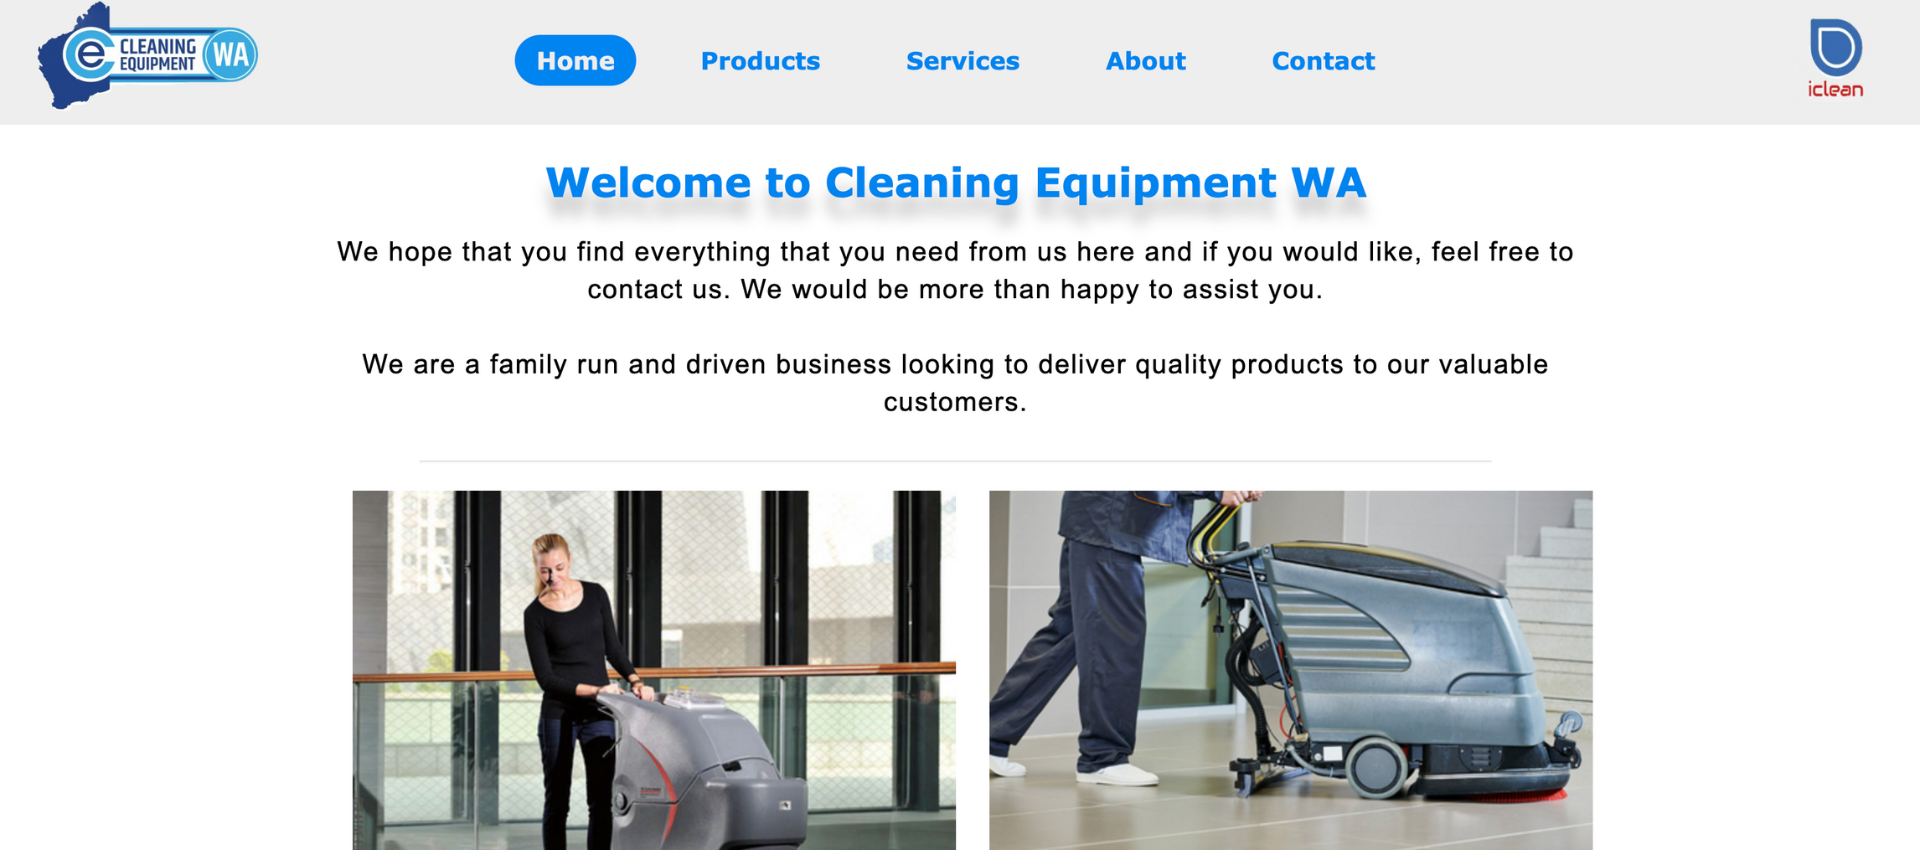 e CLEANING EQUIPMENT WA
Home Products Services About Contact
iclean
Welcome to Cleaning Equipment WA
We hope that you find everything that you need from us here and if you would like, feel free to
contact us. We would be more than happy to assist you.
We are a family run and driven business looking to deliver quality products to our valuable
customers.